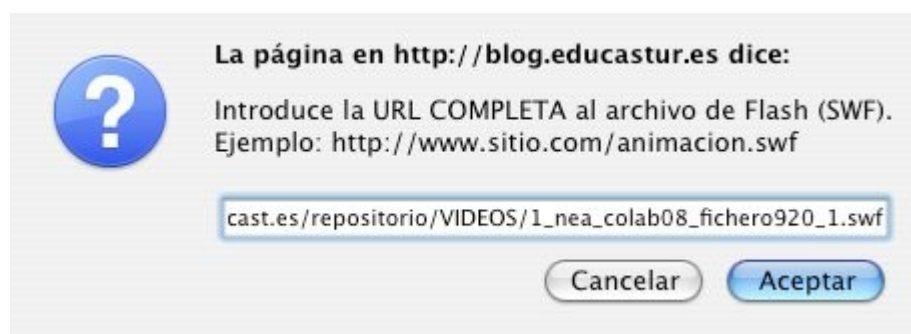 La página en http://blog.educastur.es dice:
Introduce la URL COMPLETA al archivo de Flash (SWF).
Ejemplo: http://www.sitio.com/animacion.swf
cast.es/repositorio/VIDEOS/1_nea_colab08_fichero920_1.swf
Cancelar
Aceptar